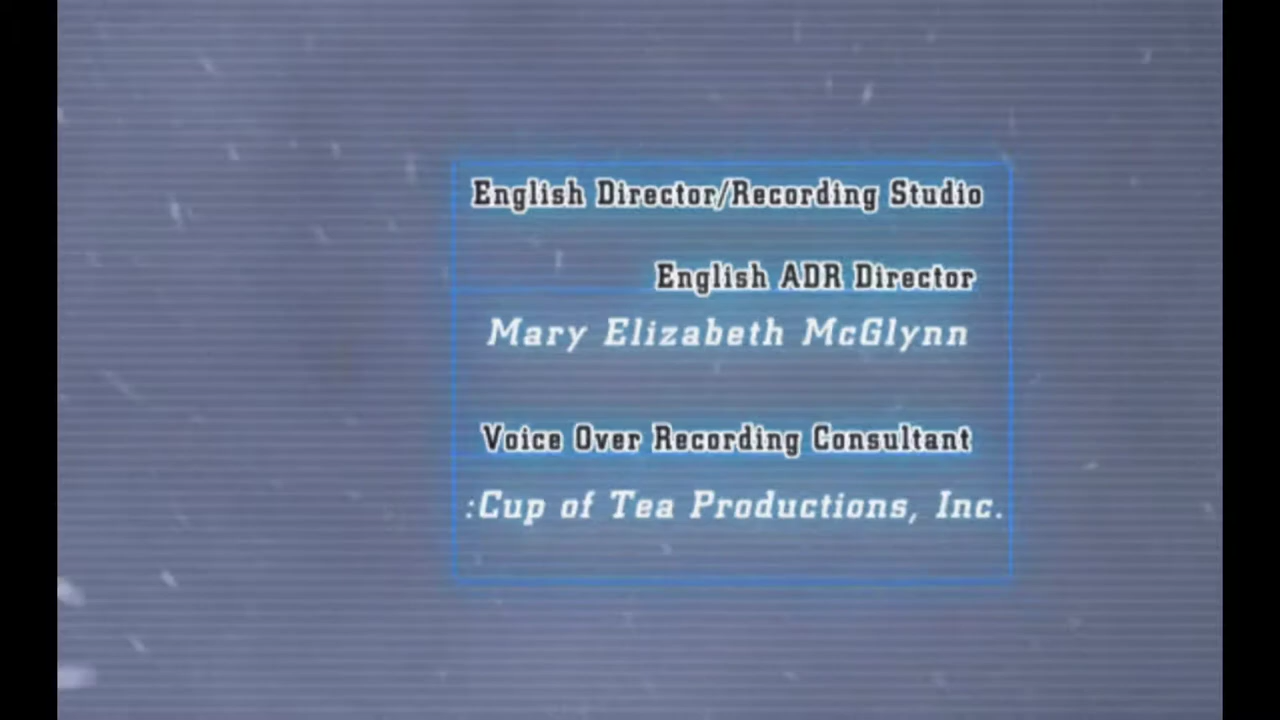 English Director/Recording Studio
English ADR Director
Mary Elizabeth McGlynn
Voice Over Recording Consultant
:Cup of Tea Productions, Inc.